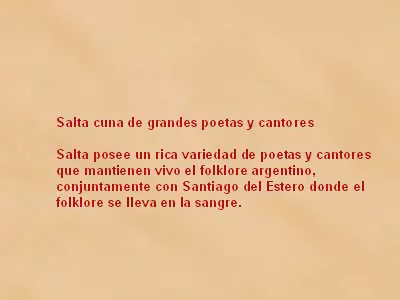 Salta cuna de grandes poetas y cantores
Salta posee un rica variedad de poetas y cantores
que mantienen vivo el folklore argentino,
conjuntamente con Santiago del Estero donde el
folklore se lleva en la sangre.